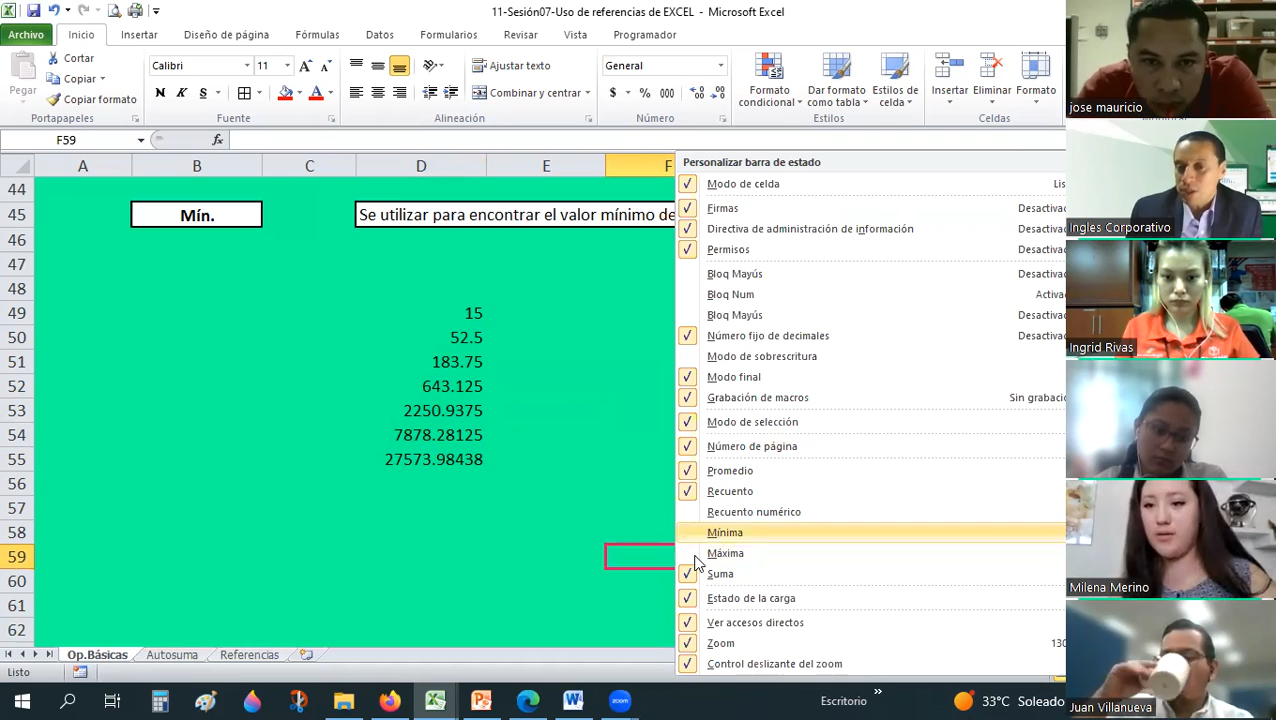 11-Sesión07-Uso de referencias de EXCEL - Microsoft Excel
Archivo Inicio Insertar Diseño de página Fórmulas Datos Formularios Revisar Vista Programador
Pegar
Cortar
Copiar
Copiar formato
Portapapeles
Calibri 11
N K S
Fuente
Ajustar texto
Combinar y centrar
Alineación
General
$ % 000
Número
Formato condicional
Dar formato como tabla
Estilos de celda
Estilos
Insertar Eliminar Formato
Celdas
F59 fx
A B C D E F
44
45 Mín. Se utilizar para encontrar el valor mínimo de
46
47
48
49 15
50 52.5
51 183.75
52 643.125
53 2250.9375
54 7878.28125
55 27573.98438
56
57
58
59
60
61
62
Personalizar barra de estado
Modo de celda Lis
Firmas Desactivad
Directiva de administración de información Desactivad
Permisos Desactivad
Bloq Mayús Desactivad
Bloq Num Activa
Bloq Mayús Desactivad
Número fijo de decimales Desactivad
Modo de sobrescritura
Modo final
Grabación de macros Sin grabació
Modo de selección
Número de página
Promedio
Recuento
Recuento numérico
Mínima
Máxima
Suma
Estado de la carga
Ver accesos directos
Zoom 130
Control deslizante del zoom
Op.Básicas Autosuma Referencias
Listo
zoom
Escritorio »
33°C Soleado
jose mauricio
Ingles Corporativo
Ingrid Rivas
Milena Merino
Juan Villanueva